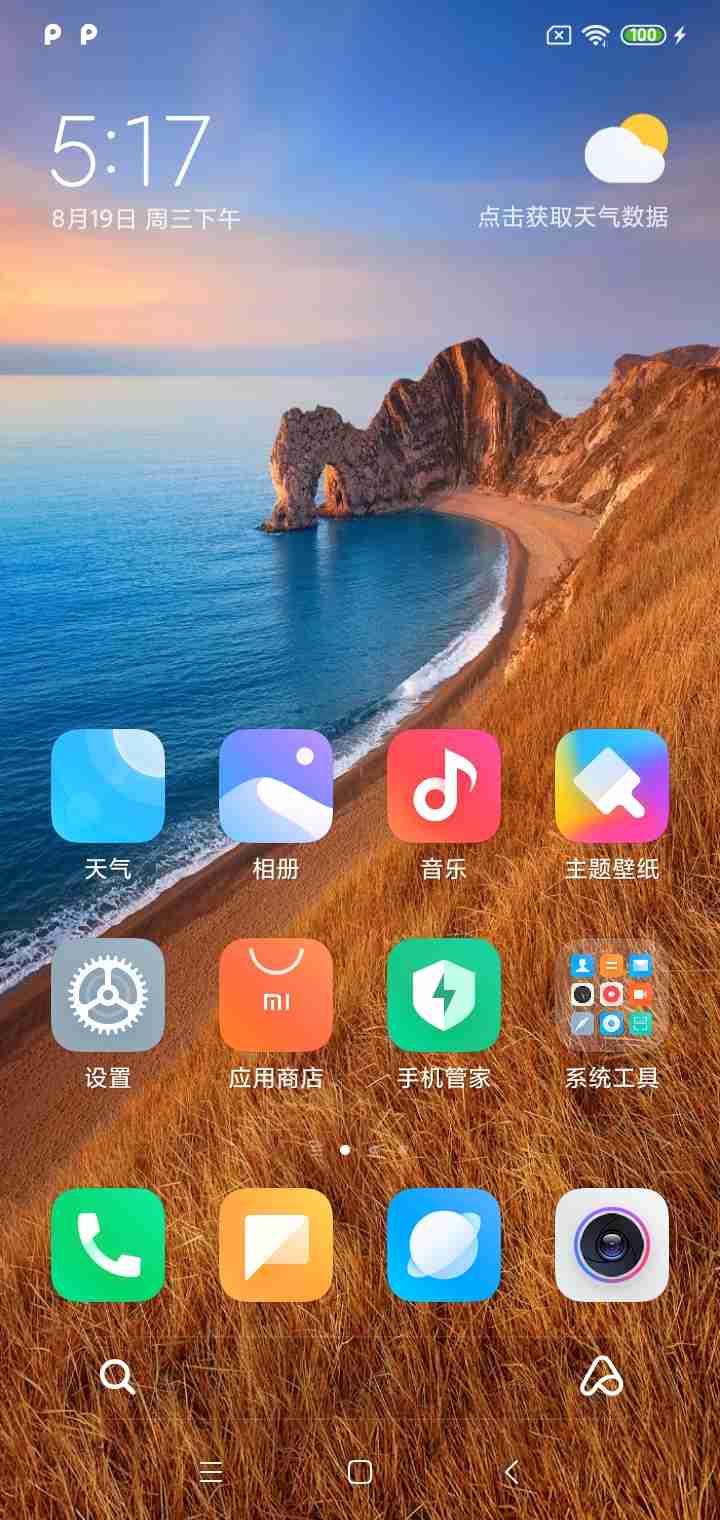 100
5:17
8月19日 周三下午
点击获取天气数据
天气
相册
音乐
主题壁纸
mi
设置
应用商店
手机管家
系统工具